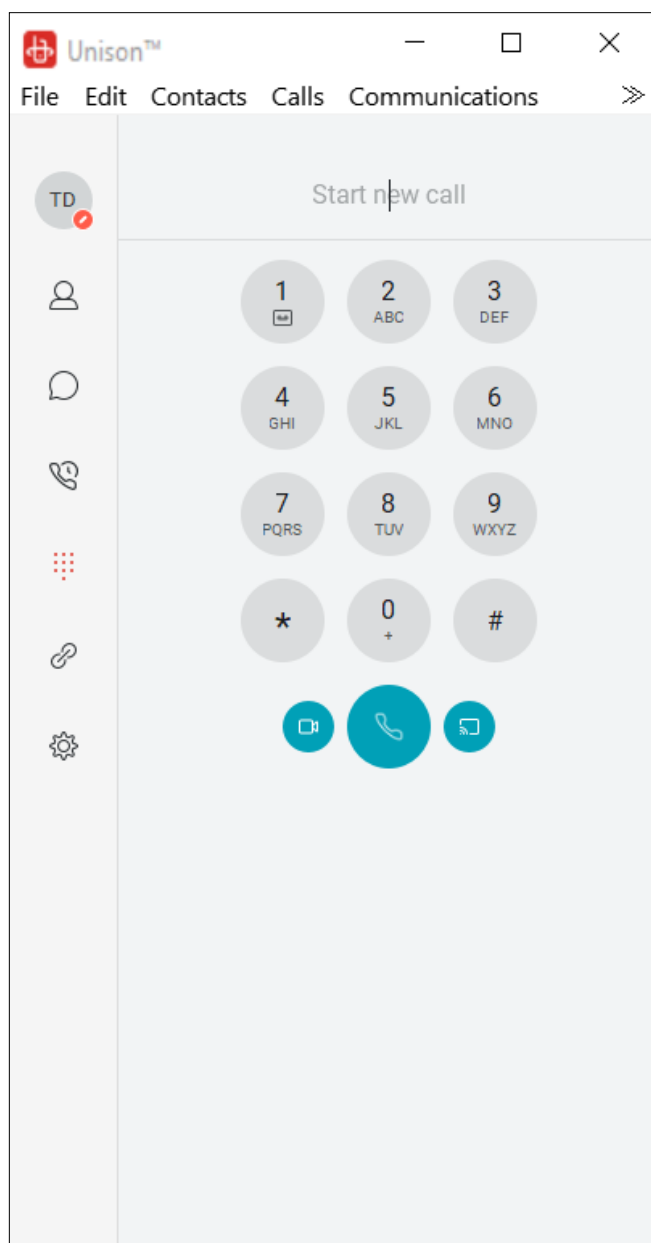 Unison™
File Edit Contacts Calls Communications
TD
Start new call
1 2 3
ABC DEF
4 5 6
GHI JKL MNO
7 8 9
PQRS TUV WXYZ
* 0 #
+